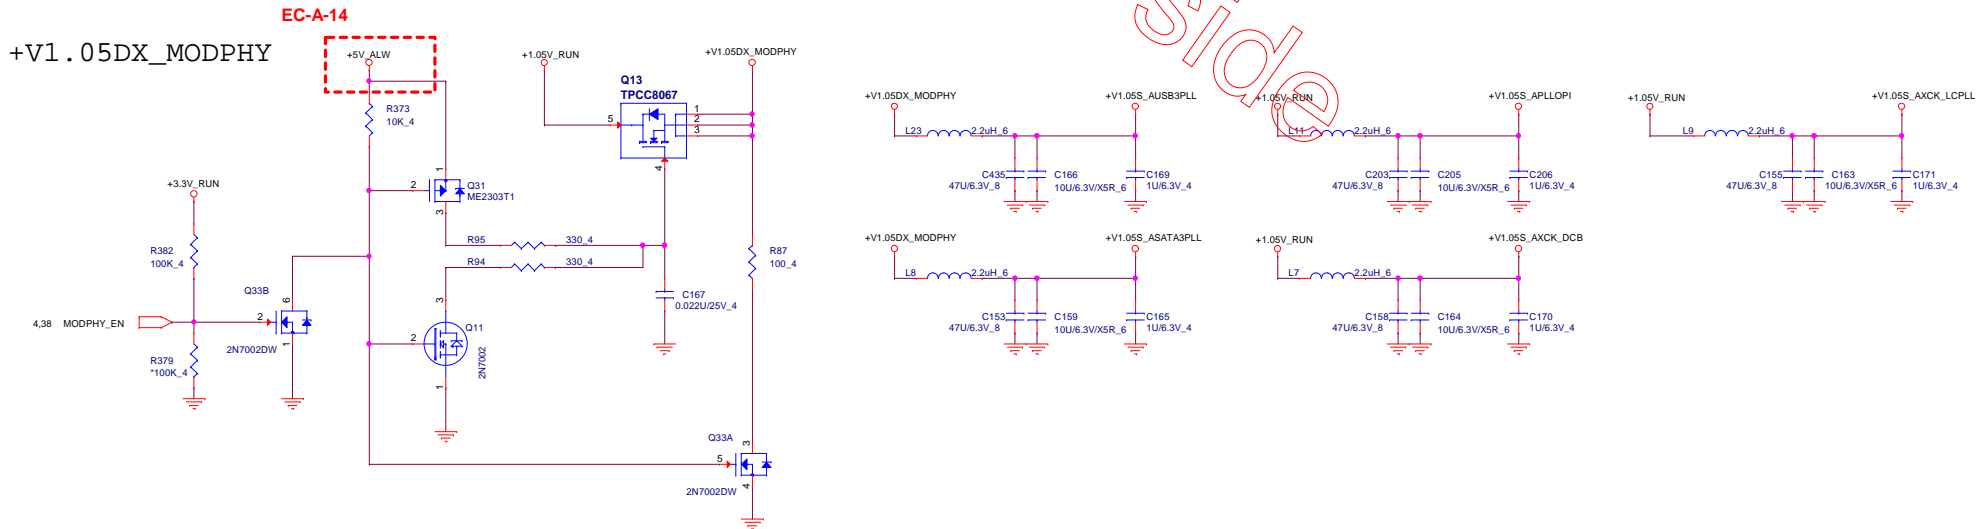 EC-A-14
+V1.05DX_MODPHY
+5V_ALW
R373
10K_4
+3.3V_RUN
R382
100K_4
4,38 MODPHY_EN
R379
*100K_4
Q33B
6
2
1
2N7002DW
1
2
3
Q31
ME2303T1
R95 330_4
R94 330_4
3
2
1
Q11
2N7002
C167
0.022U/25V_4
+1.05V_RUN
Q13
TPCC8067
5
1
2
3
4
+V1.05DX_MODPHY
R87
100_4
Q33A
3
5
4
2N7002DW
Side
+V1.05DX_MODPHY
+V1.05S_AUSB3PLL
L23 2.2uH_6
C435
47U/6.3V_8
C166
10U/6.3V/X5R_6
C169
1U/6.3V_4
+1.05V_RUN
+V1.05S_APLLOPI
L11 2.2uH_6
C203
47U/6.3V_8
C205
10U/6.3V/X5R_6
C206
1U/6.3V_4
+1.05V_RUN
+V1.05S_AXCK_LCPLL
L9 2.2uH_6
C155
47U/6.3V_8
C163
10U/6.3V/X5R_6
C171
1U/6.3V_4
+V1.05DX_MODPHY
+V1.05S_ASATA3PLL
L8 2.2uH_6
C153
47U/6.3V_8
C159
10U/6.3V/X5R_6
C165
1U/6.3V_4
+1.05V_RUN
+V1.05S_AXCK_DCB
L7 2.2uH_6
C158
47U/6.3V_8
C164
10U/6.3V/X5R_6
C170
1U/6.3V_4